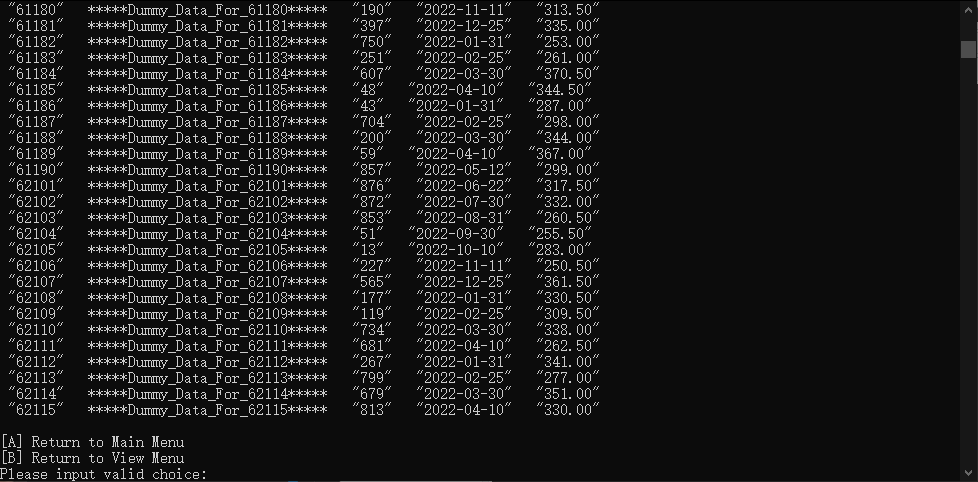 "61180"   *****Dummy_Data_For_61180*****   "190"   "2022-11-11"   "313.50"
"61181"   *****Dummy_Data_For_61181*****   "397"   "2022-12-25"   "335.00"
"61182"   *****Dummy_Data_For_61182*****   "750"   "2022-01-31"   "253.00"
"61183"   *****Dummy_Data_For_61183*****   "251"   "2022-02-25"   "261.00"
"61184"   *****Dummy_Data_For_61184*****   "607"   "2022-03-30"   "370.50"
"61185"   *****Dummy_Data_For_61185*****   "48"   "2022-04-10"   "344.50"
"61186"   *****Dummy_Data_For_61186*****   "43"   "2022-01-31"   "287.00"
"61187"   *****Dummy_Data_For_61187*****   "704"   "2022-02-25"   "298.00"
"61188"   *****Dummy_Data_For_61188*****   "200"   "2022-03-30"   "344.00"
"61189"   *****Dummy_Data_For_61189*****   "59"   "2022-04-10"   "367.00"
"61190"   *****Dummy_Data_For_61190*****   "857"   "2022-05-12"   "299.00"
"62101"   *****Dummy_Data_For_62101*****   "876"   "2022-06-22"   "317.50"
"62102"   *****Dummy_Data_For_62102*****   "872"   "2022-07-30"   "332.00"
"62103"   *****Dummy_Data_For_62103*****   "853"   "2022-08-31"   "260.50"
"62104"   *****Dummy_Data_For_62104*****   "51"   "2022-09-30"   "255.50"
"62105"   *****Dummy_Data_For_62105*****   "13"   "2022-10-10"   "283.00"
"62106"   *****Dummy_Data_For_62106*****   "227"   "2022-11-11"   "250.50"
"62107"   *****Dummy_Data_For_62107*****   "565"   "2022-12-25"   "361.50"
"62108"   *****Dummy_Data_For_62108*****   "177"   "2022-01-31"   "330.50"
"62109"   *****Dummy_Data_For_62109*****   "119"   "2022-02-25"   "309.50"
"62110"   *****Dummy_Data_For_62110*****   "734"   "2022-03-30"   "338.00"
"62111"   *****Dummy_Data_For_62111*****   "681"   "2022-04-10"   "262.50"
"62112"   *****Dummy_Data_For_62112*****   "267"   "2022-01-31"   "341.00"
"62113"   *****Dummy_Data_For_62113*****   "799"   "2022-02-25"   "277.00"
"62114"   *****Dummy_Data_For_62114*****   "679"   "2022-03-30"   "351.00"
"62115"   *****Dummy_Data_For_62115*****   "813"   "2022-04-10"   "330.00"
[A] Return to Main Menu
[B] Return to View Menu
Please input valid choice: